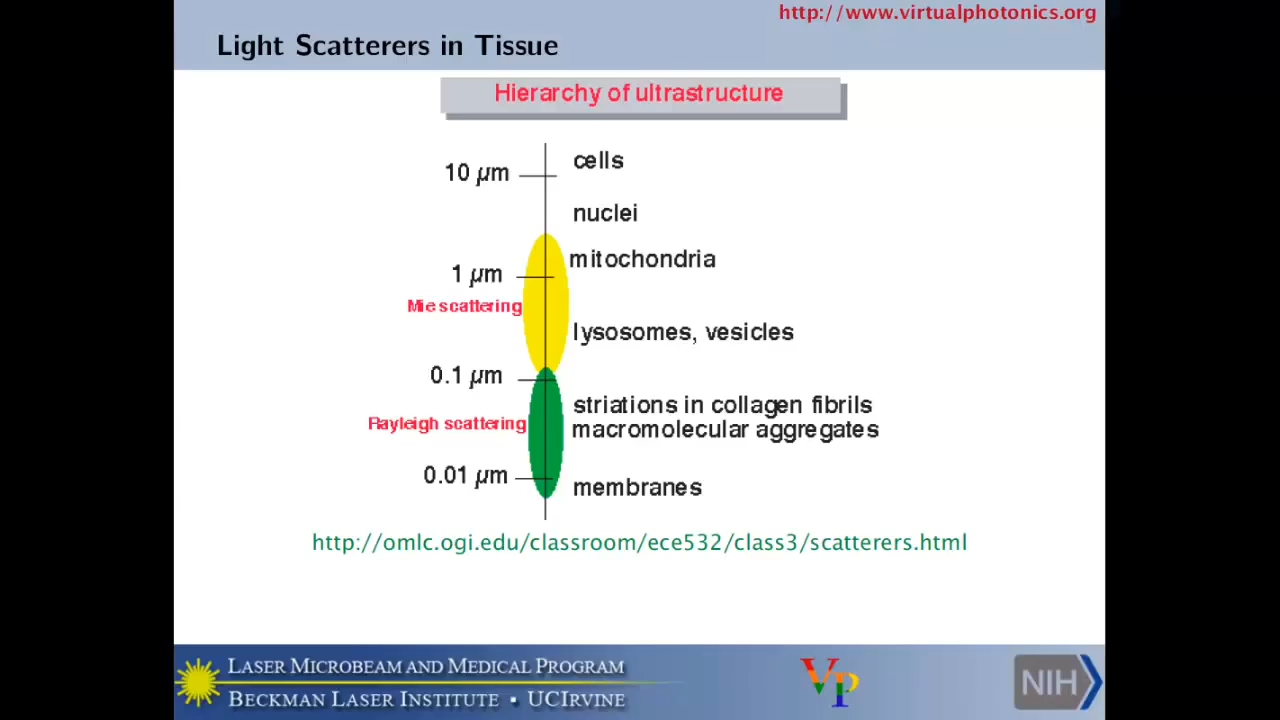 http://www.virtualphotonics.org
Light Scatterers in Tissue
Hierarchy of ultrastructure
10 µm
cells
nuclei
mitochondria
1 µm
Mie scattering
lysosomes, vesicles
0.1 µm
striations in collagen fibrils
Rayleigh scattering
macromolecular aggregates
0.01 µm
membranes
http://omlc.ogi.edu/classroom/ece532/class3/scatterers.html
LASER MICROBEAM AND MEDICAL PROGRAM
BECKMAN LASER INSTITUTE • UCIRVINE
VP
NIH